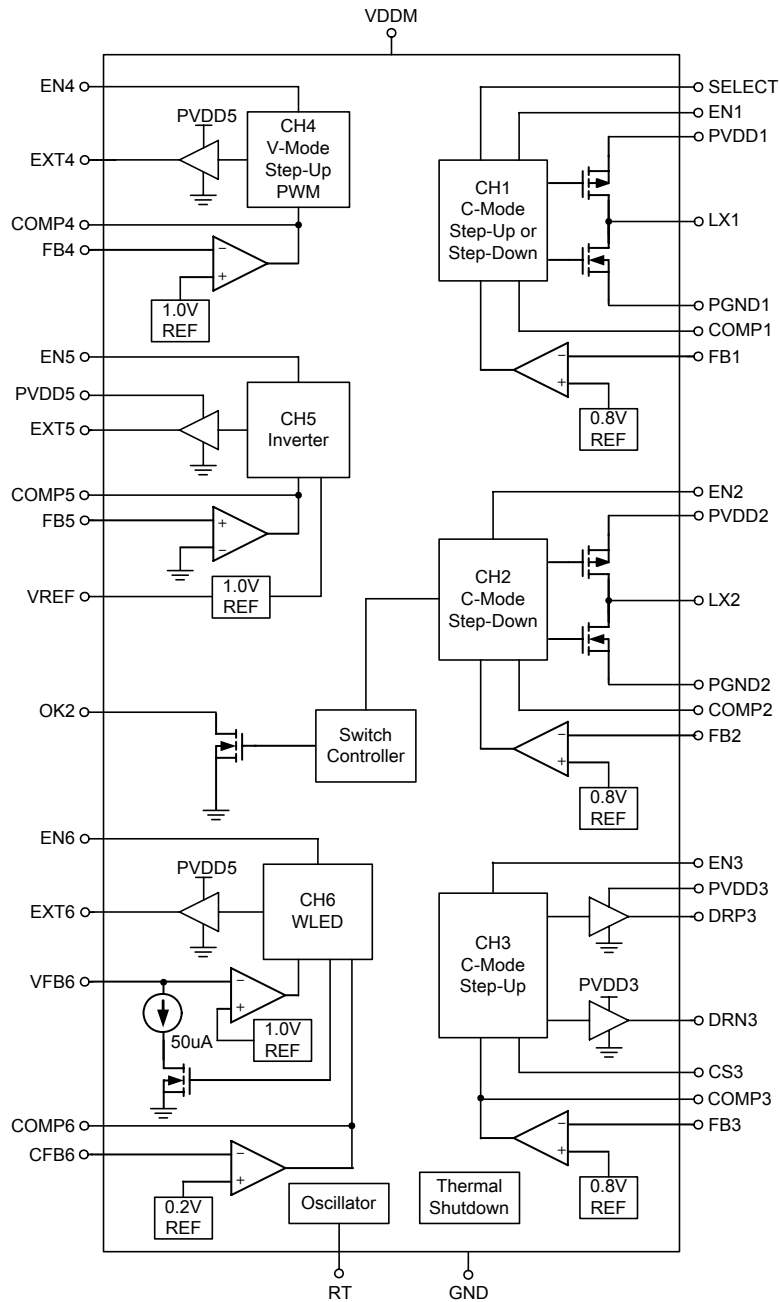 VDDM
EN4
PVDD5
EXT4
CH4
V-Mode
Step-Up
PWM
COMP4
FB4
1.0V
REF
EN5
PVDD5
EXT5
CH5
Inverter
COMP5
FB5
VREF
1.0V
REF
OK2
Switch
Controller
EN6
PVDD5
EXT6
CH6
WLED
VFB6
50uA
1.0V
REF
COMP6
CFB6
0.2V
REF
Oscillator
Thermal
Shutdown
RT
GND
SELECT
EN1
PVDD1
CH1
C-Mode
Step-Up or
Step-Down
LX1
PGND1
COMP1
FB1
0.8V
REF
EN2
PVDD2
CH2
C-Mode
Step-Down
LX2
PGND2
COMP2
FB2
0.8V
REF
EN3
PVDD3
DRP3
CH3
C-Mode
Step-Up
PVDD3
DRN3
CS3
COMP3
FB3
0.8V
REF